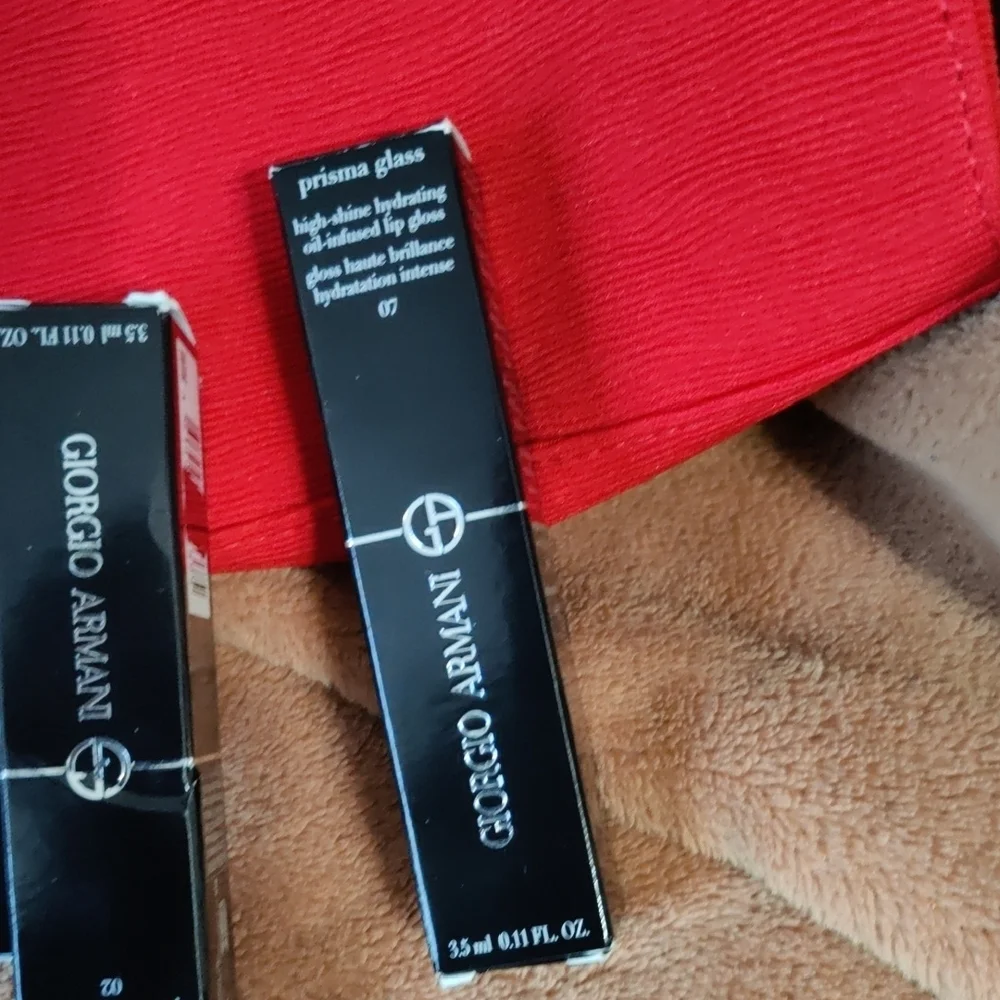 prisma glass
high-shine hydrating
oil-infused lip gloss
gloss haute brillance
hydratation intense
07
GIORGIO ARMANI
3.5 ml 0.11 FL. OZ.
3.5 ml 0.11 FL. OZ.
GIORGIO ARMANI
02